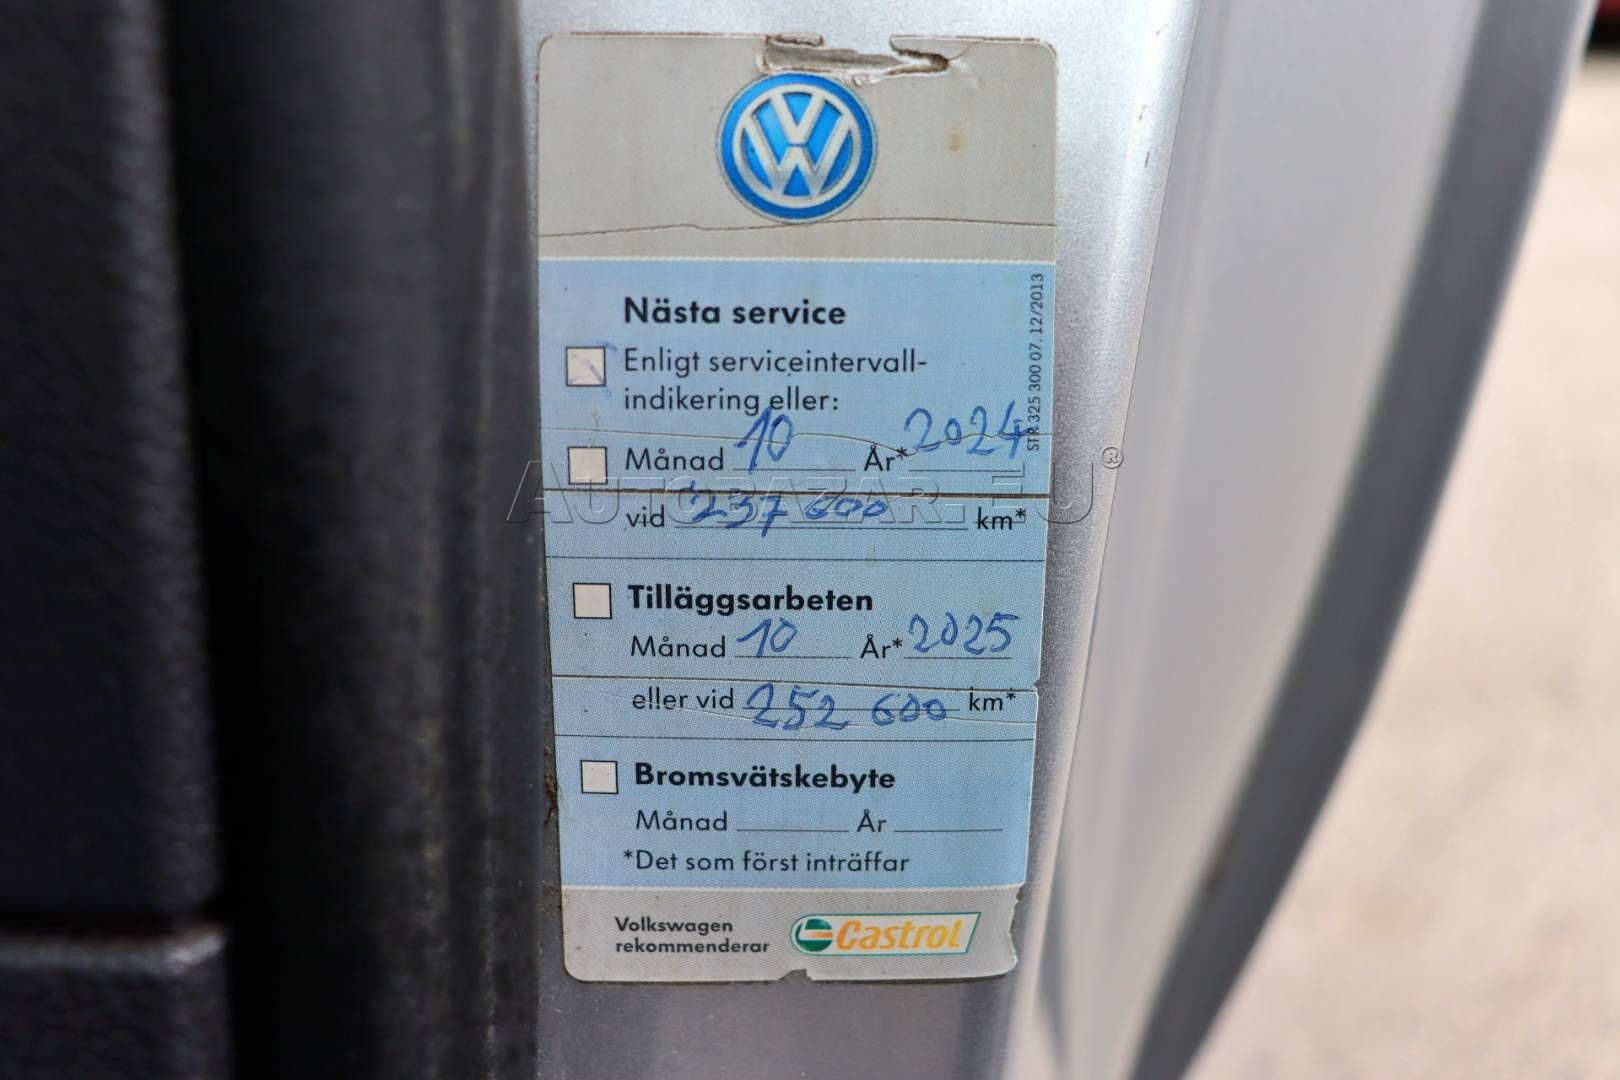 Nästa service
Enligt serviceintervall-
indikering eller:
Månad 10 År* 2024
vid 237 600 km*
Tilläggsarbeten
Månad 10 År* 2025
eller vid 252 600 km*
Bromsvätskebyte
Månad År
*Det som först inträffar
Volkswagen
rekommenderar
Castrol
STR 325 300 07. 12/2013
AUTOBAZAR.EU®